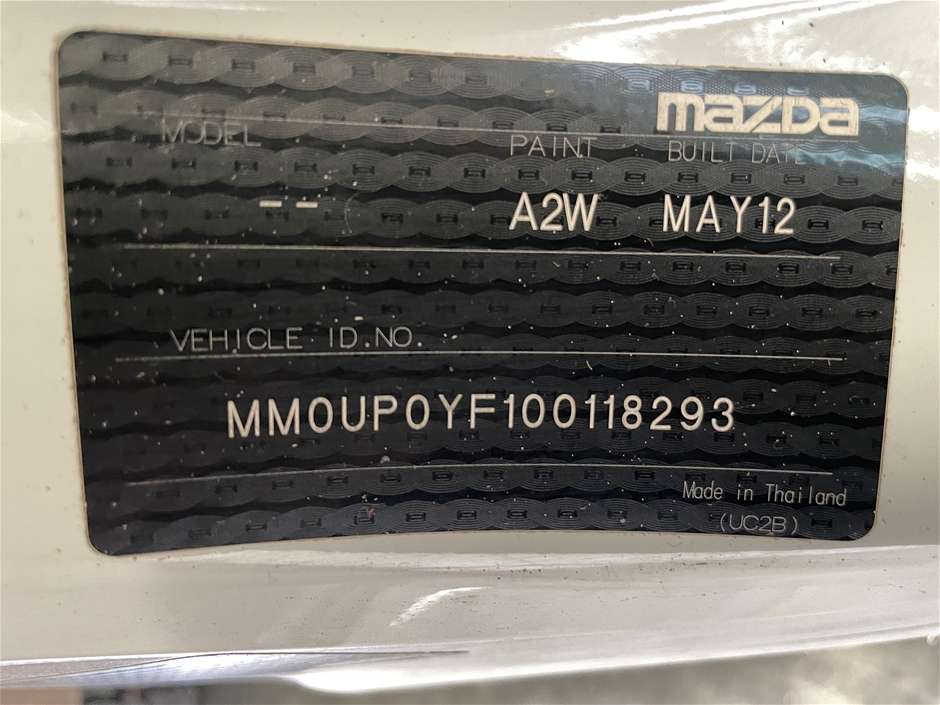 mazda
MODEL PAINT BUILT DATE
-- A2W MAY12
VEHICLE ID.NO.
MM0UP0YF100118293
Made in Thailand
(UC2B)